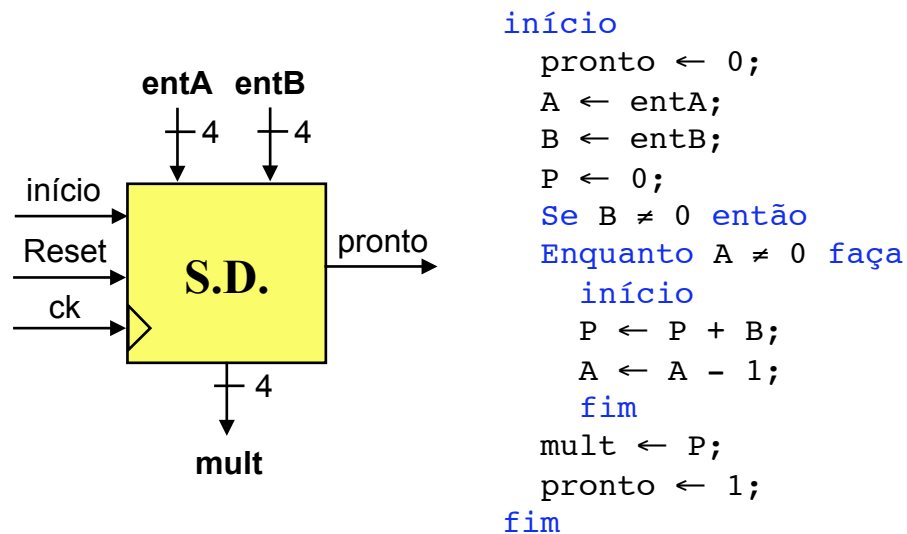 entA entB
4 4
início
Reset
ck
S.D.
pronto
4
mult
início
pronto ← 0;
A ← entA;
B ← entB;
P ← 0;
Se B ≠ 0 então
Enquanto A ≠ 0 faça
início
P ← P + B;
A ← A - 1;
fim
mult ← P;
pronto ← 1;
fim